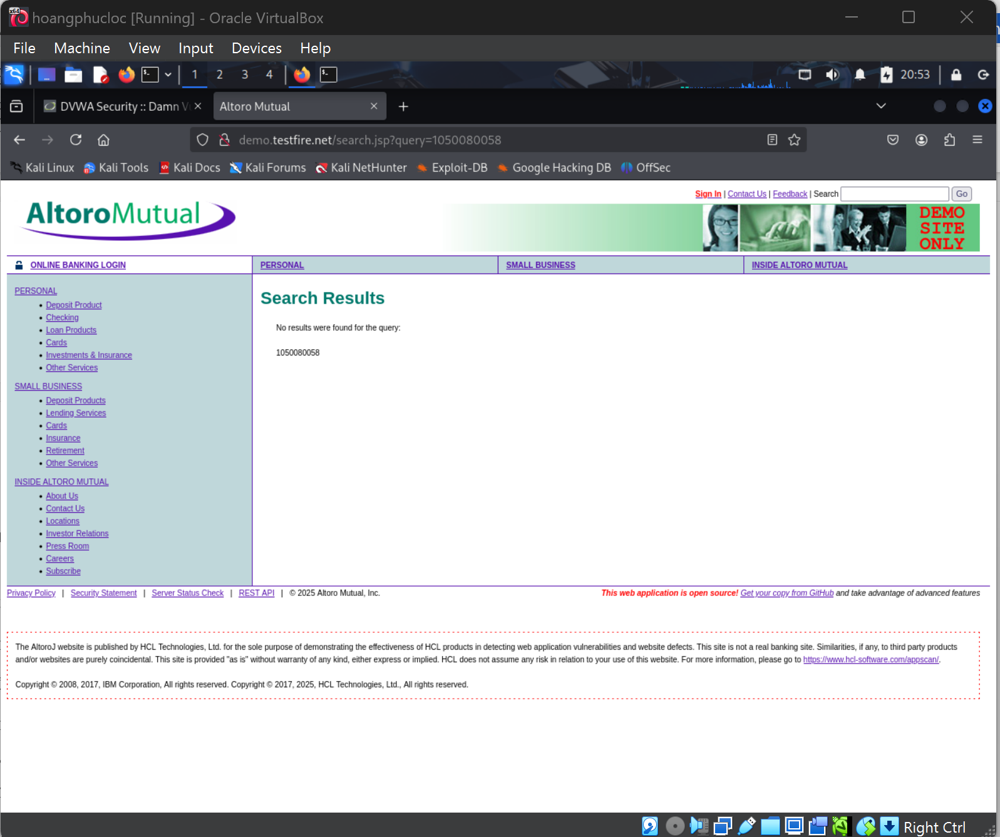 hoangphucloc [Running] - Oracle VirtualBox
File Machine View Input Devices Help
1 2 3 4 20:53
DVWA Security :: Damn V Altoro Mutual
demo.testfire.net/search.jsp?query=1050080058
Kali Linux Kali Tools Kali Docs Kali Forums Kali NetHunter Exploit-DB Google Hacking DB OffSec
Sign In | Contact Us | Feedback | Search Go
AltoroMutual
DEMO
SITE
ONLY
ONLINE BANKING LOGIN PERSONAL SMALL BUSINESS INSIDE ALTORO MUTUAL
PERSONAL
Deposit Product
Checking
Loan Products
Cards
Investments & Insurance
Other Services
SMALL BUSINESS
Deposit Products
Lending Services
Cards
Insurance
Retirement
Other Services
INSIDE ALTORO MUTUAL
About Us
Contact Us
Locations
Investor Relations
Press Room
Careers
Subscribe
Search Results
No results were found for the query:
1050080058
Privacy Policy | Security Statement | Server Status Check | REST API | © 2025 Altoro Mutual, Inc. This web application is open source! Get your copy from GitHub and take advantage of advanced features
The AltoroJ website is published by HCL Technologies, Ltd. for the sole purpose of demonstrating the effectiveness of HCL products in detecting web application vulnerabilities and website defects. This site is not a real banking site. Similarities, if any, to third party products
and/or websites are purely coincidental. This site is provided "as is" without warranty of any kind, either express or implied. HCL does not assume any risk in relation to your use of this website. For more information, please go to https://www.hcl-software.com/appscan/.
Copyright © 2008, 2017, IBM Corporation, All rights reserved. Copyright © 2017, 2025, HCL Technologies, Ltd., All rights reserved.
Right Ctrl